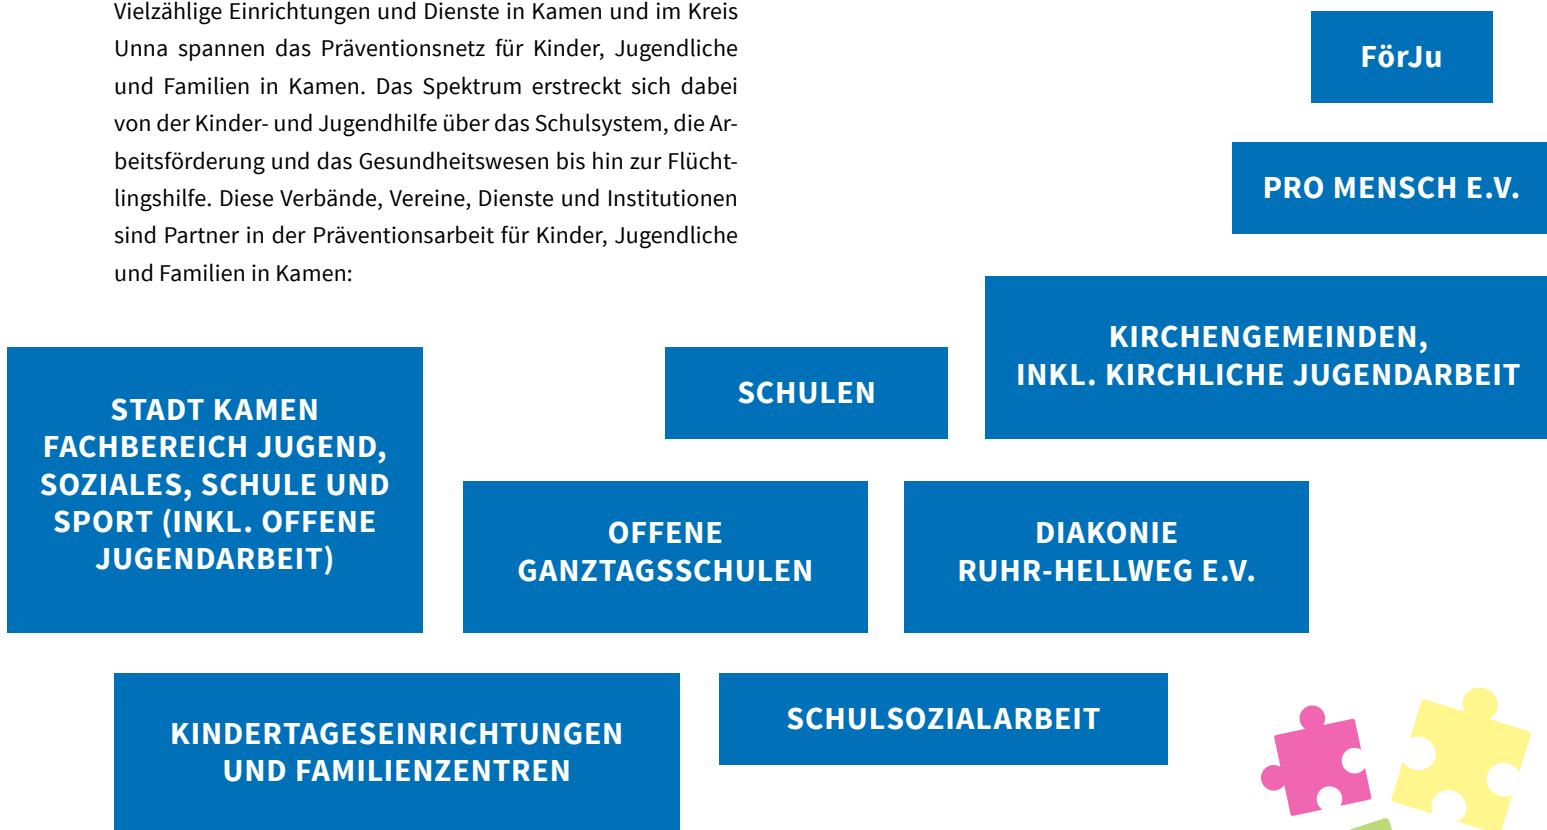 Vielzählige Einrichtungen und Dienste in Kamen und im Kreis
Unna spannen das Präventionsnetz für Kinder, Jugendliche
und Familien in Kamen. Das Spektrum erstreckt sich dabei
von der Kinder- und Jugendhilfe über das Schulsystem, die Ar-
beitsförderung und das Gesundheitswesen bis hin zur Flücht-
lingshilfe. Diese Verbände, Vereine, Dienste und Institutionen
sind Partner in der Präventionsarbeit für Kinder, Jugendliche
und Familien in Kamen:
FörJu
PRO MENSCH E.V.
KIRCHENGEMEINDEN,
INKL. KIRCHLICHE JUGENDARBEIT
SCHULEN
STADT KAMEN
FACHBEREICH JUGEND,
SOZIALES, SCHULE UND
SPORT (INKL. OFFENE
JUGENDARBEIT)
OFFENE
GANZTAGSSCHULEN
DIAKONIE
RUHR-HELLWEG E.V.
KINDERTAGESEINRICHTUNGEN
UND FAMILIENZENTREN
SCHULSOZIALARBEIT